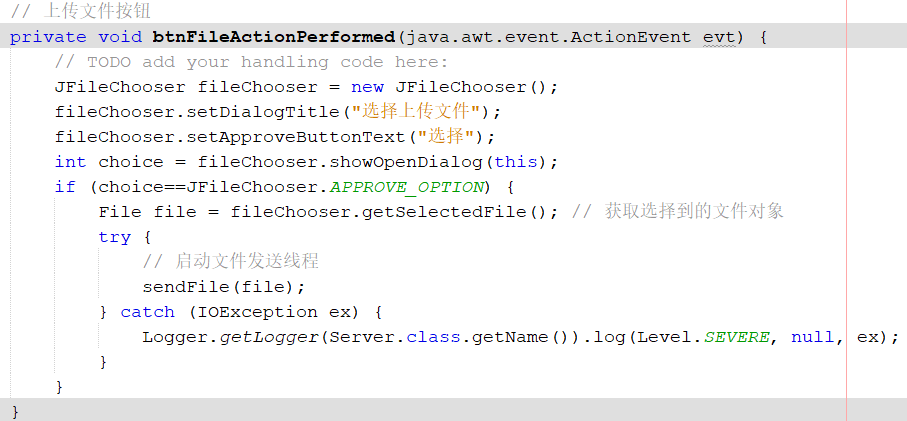 // 上传文件按钮
private void btnFileActionPerformed(java.awt.event.ActionEvent evt) {
// TODO add your handling code here:
JFileChooser fileChooser = new JFileChooser();
fileChooser.setDialogTitle("选择上传文件");
fileChooser.setApproveButtonText("选择");
int choice = fileChooser.showOpenDialog(this);
if (choice==JFileChooser.APPROVE_OPTION) {
File file = fileChooser.getSelectedFile(); // 获取选择到的文件对象
try {
// 启动文件发送线程
sendFile(file);
} catch (IOException ex) {
Logger.getLogger(Server.class.getName()).log(Level.SEVERE, null, ex);
}
}
}